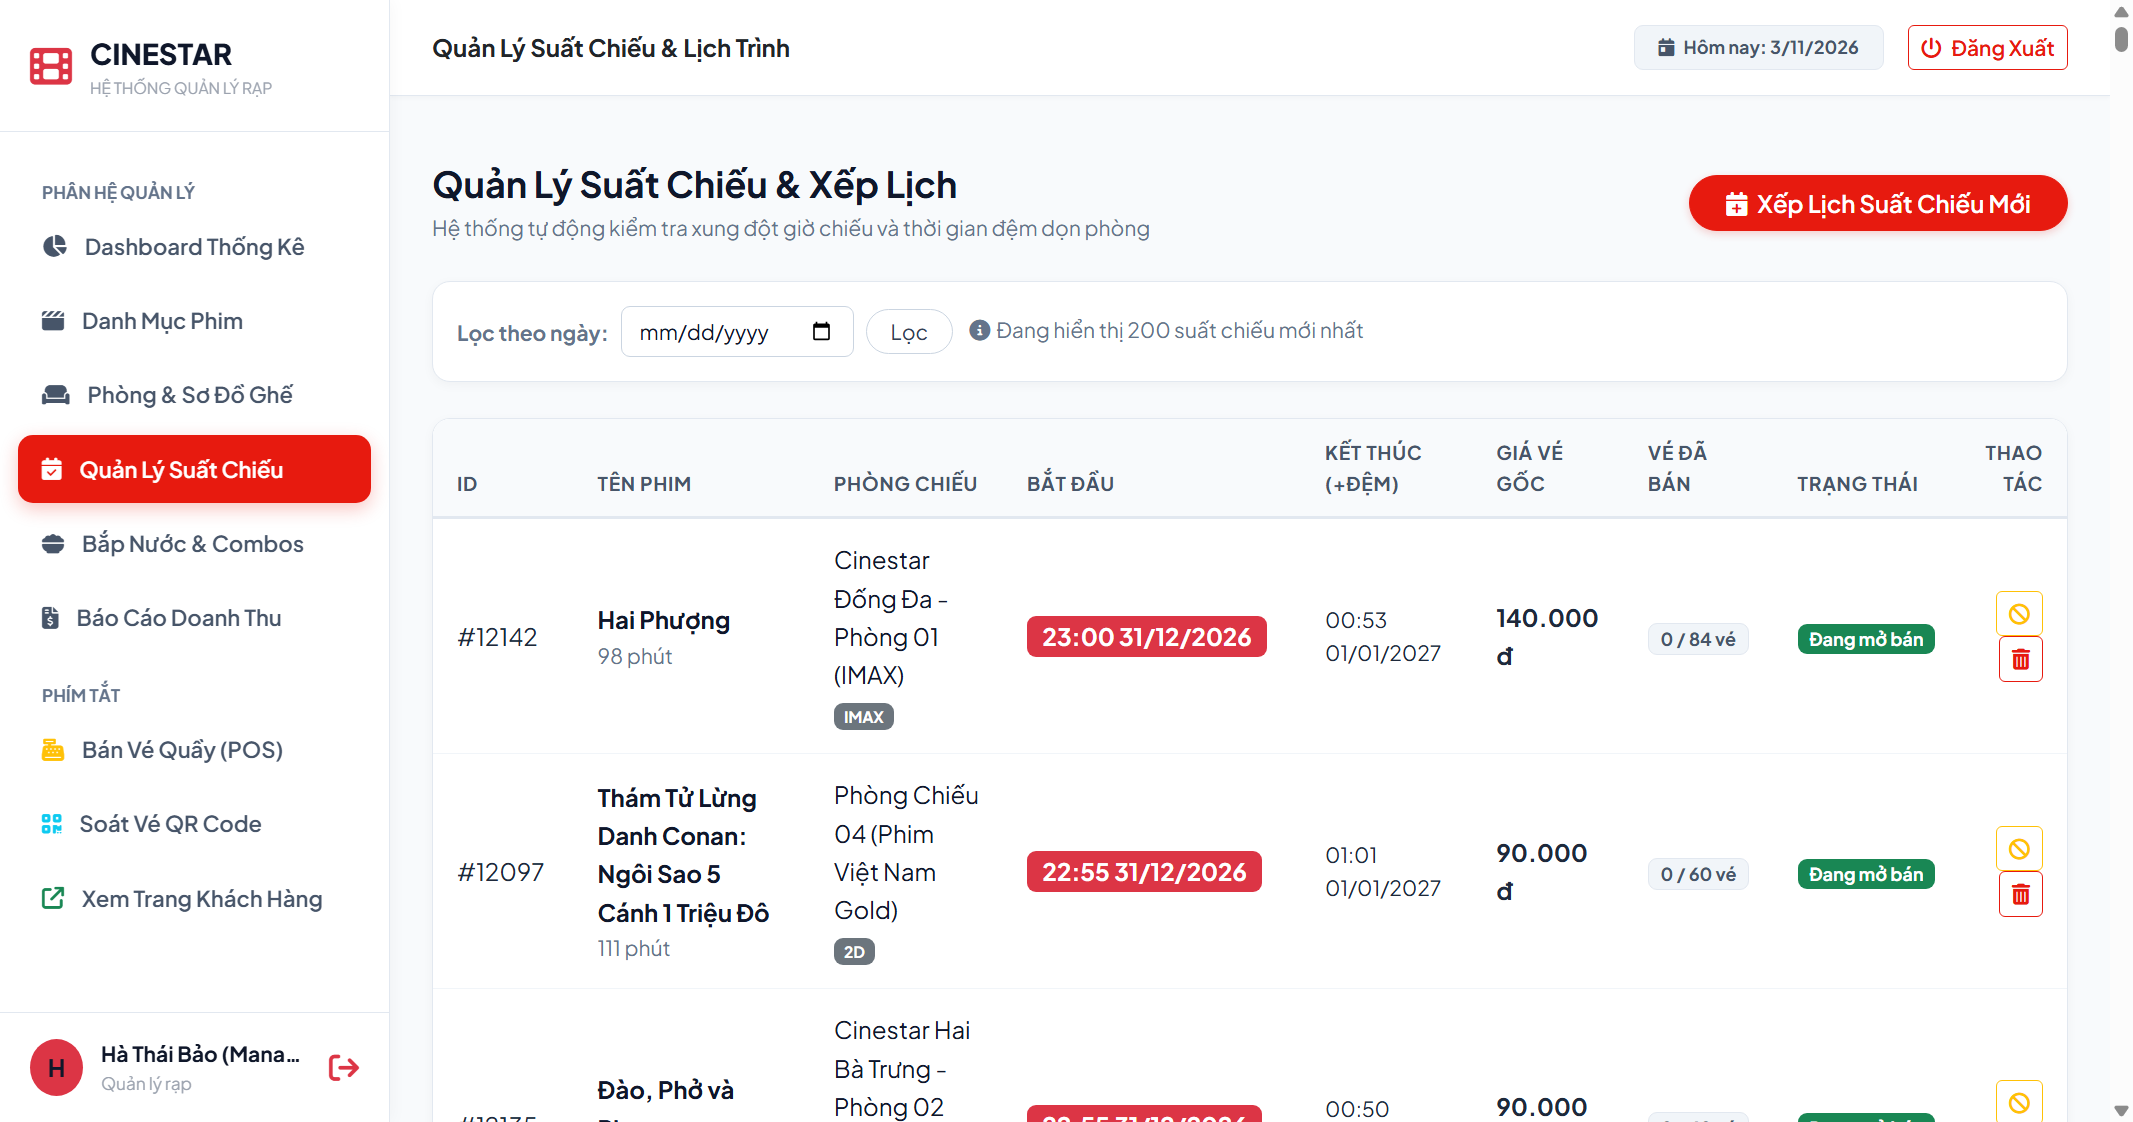 CINESTAR
HỆ THỐNG QUẢN LÝ RẠP
PHÂN HỆ QUẢN LÝ
Dashboard Thống Kê
Danh Mục Phim
Phòng & Sơ Đồ Ghế
Quản Lý Suất Chiếu
Bắp Nước & Combos
Báo Cáo Doanh Thu
PHÍM TẮT
Bán Vé Quầy (POS)
Soát Vé QR Code
Xem Trang Khách Hàng
H
Hà Thái Bảo (Mana...
Quản lý rạp
Quản Lý Suất Chiếu & Lịch Trình
Hôm nay: 3/11/2026
Đăng Xuất
Quản Lý Suất Chiếu & Xếp Lịch
Hệ thống tự động kiểm tra xung đột giờ chiếu và thời gian đệm dọn phòng
Xếp Lịch Suất Chiếu Mới
Lọc theo ngày:
mm/dd/yyyy
Lọc
Đang hiển thị 200 suất chiếu mới nhất
ID
TÊN PHIM
PHÒNG CHIẾU
BẮT ĐẦU
KẾT THÚC
(+ĐỆM)
GIÁ VÉ
GỐC
VÉ ĐÃ
BÁN
TRẠNG THÁI
THAO
TÁC
#12142
Hai Phượng
98 phút
Cinestar
Đống Đa -
Phòng 01
(IMAX)
IMAX
23:00 31/12/2026
00:53
01/01/2027
140.000
đ
0 / 84 vé
Đang mở bán
#12097
Thám Tử Lừng
Danh Conan:
Ngôi Sao 5
Cánh 1 Triệu Đô
111 phút
Phòng Chiếu
04 (Phim
Việt Nam
Gold)
2D
22:55 31/12/2026
01:01
01/01/2027
90.000
đ
0 / 60 vé
Đang mở bán
Đào, Phở và
Cinestar Hai
Bà Trưng -
Phòng 02
00:50
90.000